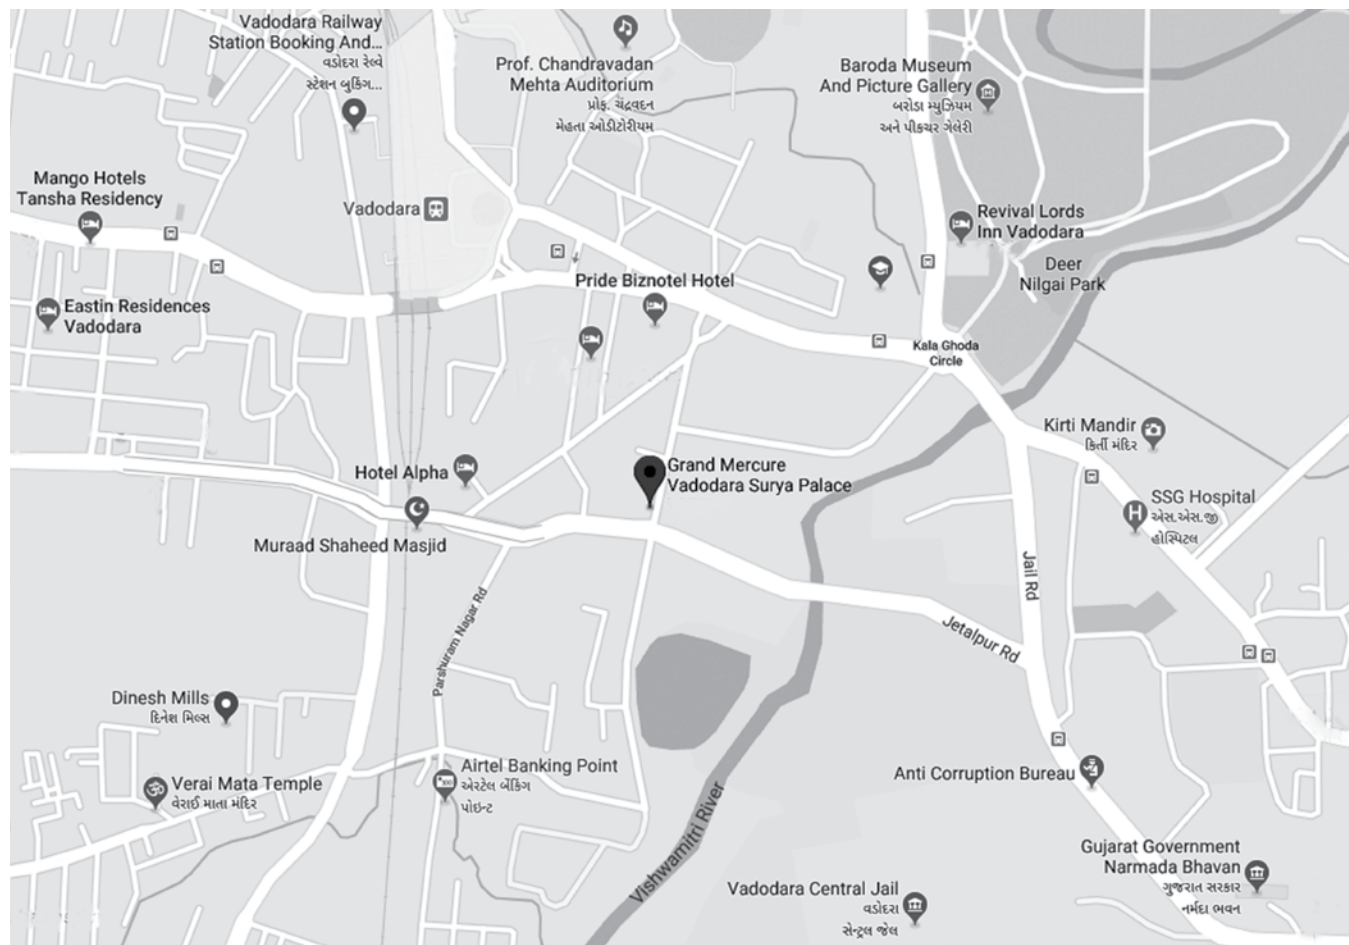 Vadodara Railway
Station Booking And...
વડોદરા રેલ્વે
સ્ટેશન બુકિંગ...
Prof. Chandravadan
Mehta Auditorium
પ્રોફ. ચંદ્રવદન
મેહતા ઓડીટોરીયમ
Baroda Museum
And Picture Gallery
બરોડા મ્યુઝિયમ
અને પીકચર ગેલેરી
Mango Hotels
Tansha Residency
Vadodara
Revival Lords
Inn Vadodara
Deer
Nilgai Park
Pride Biznotel Hotel
Eastin Residences
Vadodara
Kala Ghoda
Circle
Kirti Mandir
કિર્તી મંદિર
Hotel Alpha
Grand Mercure
Vadodara Surya Palace
SSG Hospital
એસ.એસ.જી
હોસ્પિટલ
Muraad Shaheed Masjid
Jail Rd
Parshuram Nagar Rd
Jetalpur Rd
Dinesh Mills
દિનેશ મિલ્સ
Verai Mata Temple
વેરાઈ માતા મંદિર
Airtel Banking Point
એરટેલ બેંકિંગ
પોઇન્ટ
Anti Corruption Bureau
Vishwamitri River
Gujarat Government
Narmada Bhavan
ગુજરાત સરકાર
નર્મદા ભવન
Vadodara Central Jail
વડોદરા
સેન્ટ્રલ જેલ